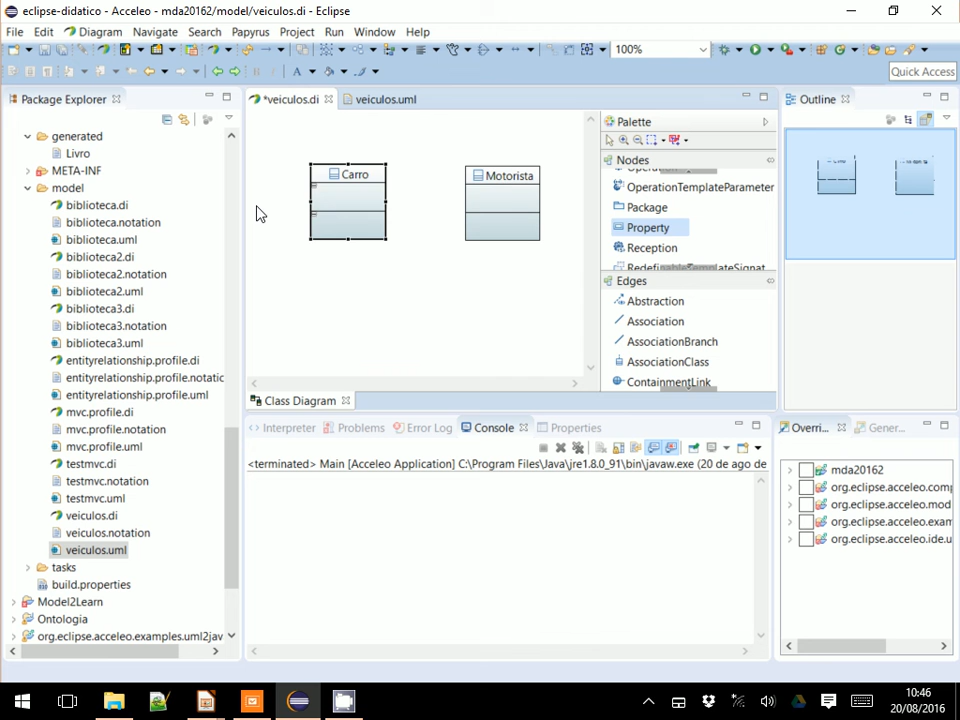 eclipse-didatico - Acceleo - mda20162/model/veiculos.di - Eclipse
File Edit Diagram Navigate Search Papyrus Project Run Window Help
100%
Quick Access
Package Explorer
generated
Livro
META-INF
model
biblioteca.di
biblioteca.notation
biblioteca.uml
biblioteca2.di
biblioteca2.notation
biblioteca2.uml
biblioteca3.di
biblioteca3.notation
biblioteca3.uml
entityrelationship.profile.di
entityrelationship.profile.notatic
entityrelationship.profile.uml
mvc.profile.di
mvc.profile.notation
mvc.profile.uml
testmvc.di
testmvc.notation
testmvc.uml
veiculos.di
veiculos.notation
veiculos.uml
tasks
build.properties
Model2Learn
Ontologia
org.eclipse.acceleo.examples.uml2jav
*veiculos.di veiculos.uml
Carro Motorista
Class Diagram
Palette
Nodes
OperationTemplateParameter
Package
Property
Reception
Edges
Abstraction
Association
AssociationBranch
AssociationClass
ContainmentLink
Outline
Interpreter Problems Error Log Console Properties
<terminated> Main [Acceleo Application] C:\Program Files\Java\jre1.8.0_91\bin\javaw.exe (20 de ago de
Overri... Gener...
mda20162
org.eclipse.acceleo.com
org.eclipse.acceleo.mod
org.eclipse.acceleo.exam
org.eclipse.acceleo.ide.u
10:46
20/08/2016